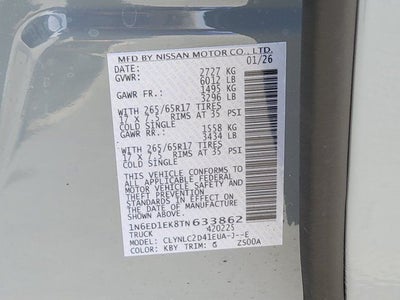 MFD BY NISSAN MOTOR CO., LTD.
DATE: 01/26
GVWR: 2727 KG
6012 LB
GAWR FR: 1495 KG
3296 LB
WITH 265/65R17 TIRES
17 X 7.5 RIMS AT 35 PSI
COLD SINGLE
GAWR RR: 1558 KG
3434 LB
WITH 265/65R17 TIRES
17 X 7.5 RIMS AT 35 PSI
COLD SINGLE
THIS VEHICLE CONFORMS TO ALL
APPLICABLE FEDERAL
MOTOR VEHICLE SAFETY AND
THEFT PREVENTION
STANDARDS IN EFFECT ON
THE DATE OF
MANUFACTURE SHOWN ABOVE.
1N6ED1EK8TN633862
TRUCK 420225
MODEL: CLYNLC2D41EUA-J--E
COLOR: KBY TRIM: G ZS00A